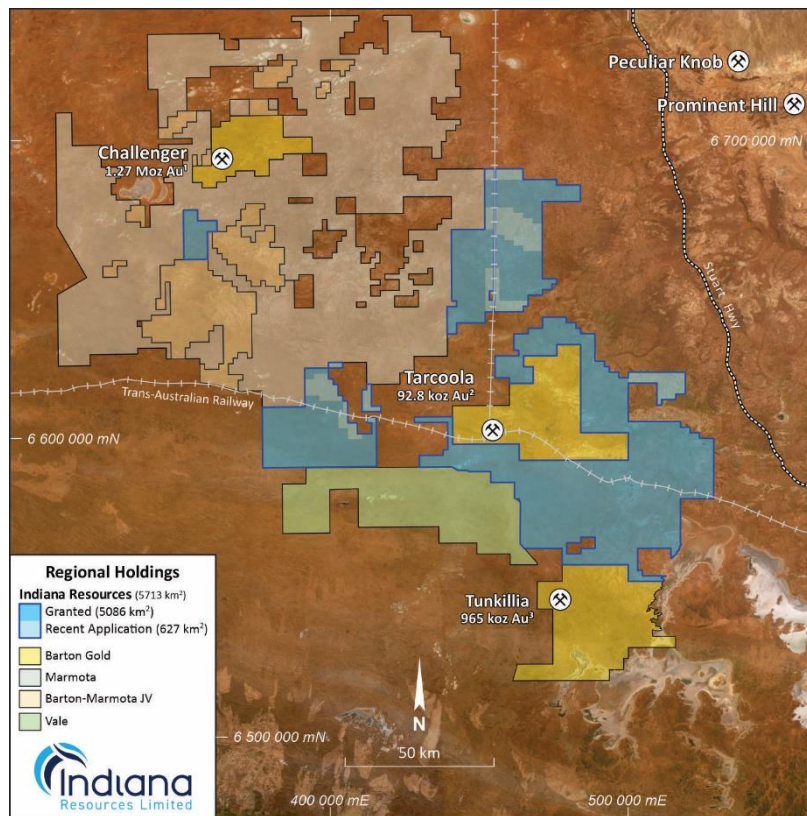 Peculiar Knob
Prominent Hill
6 700 000 mN
Challenger
1.27 Moz Au¹
Stuart Hwy
Tarcoola
92.8 koz Au²
Trans-Australian Railway
6 600 000 mN
Tunkillia
965 koz Au³
Regional Holdings
Indiana Resources (5713 km²)
Granted (5086 km²)
Recent Application (627 km²)
Barton Gold
Marmota
Barton-Marmota JV
Vale
Indiana
Resources Limited
N
50 km
6 500 000 mN
400 000 mE
500 000 mE